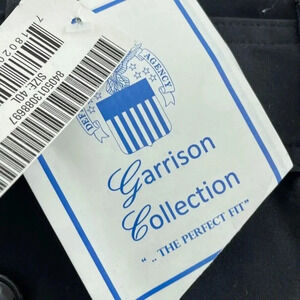 SIZE: 40L
DEF
AGENCY
Garrison
Collection
".. THE PERFECT FIT"